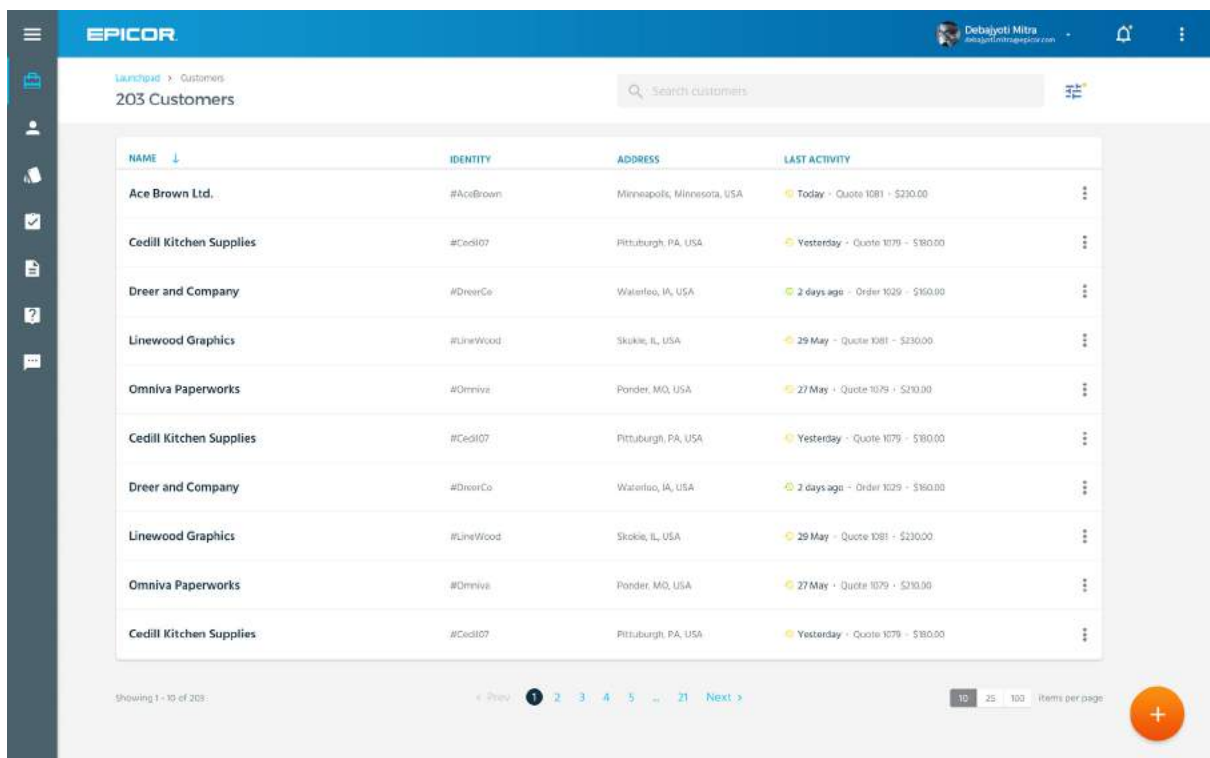 EPICOR
Debajyoti Mitra
debajyoti.mitra@epicor.com
Launchpad > Customers
203 Customers
Search customers
NAME ↓ IDENTITY ADDRESS LAST ACTIVITY
Ace Brown Ltd. #AceBrown Minneapolis, Minnesota, USA Today - Quote 1081 - $230.00
Cedill Kitchen Supplies #Cedil07 Pittuburgh, PA, USA Yesterday - Quote 1079 - $180.00
Dreer and Company #DreerCo Waterloo, IA, USA 2 days ago - Order 1029 - $160.00
Linewood Graphics #LineWood Skokie, IL, USA 29 May - Quote 1081 - $230.00
Omniva Paperworks #Omniva Ponder, MO, USA 27 May - Quote 1079 - $210.00
Cedill Kitchen Supplies #Cedil07 Pittuburgh, PA, USA Yesterday - Quote 1079 - $180.00
Dreer and Company #DreerCo Waterloo, IA, USA 2 days ago - Order 1029 - $160.00
Linewood Graphics #LineWood Skokie, IL, USA 29 May - Quote 1081 - $230.00
Omniva Paperworks #Omniva Ponder, MO, USA 27 May - Quote 1079 - $210.00
Cedill Kitchen Supplies #Cedil07 Pittuburgh, PA, USA Yesterday - Quote 1079 - $180.00
Showing 1 - 10 of 203 < Prev 1 2 3 4 5 ... 21 Next > 10 25 100 items per page